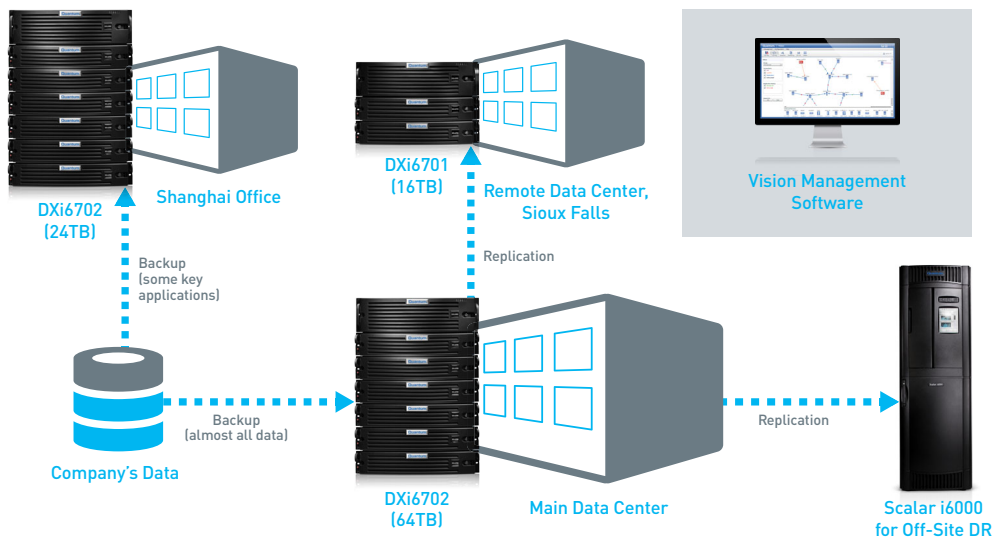 Shanghai Office
DXi6702
(24TB)
DXi6701
(16TB)
Remote Data Center,
Sioux Falls
Vision Management
Software
Backup
(some key
applications)
Replication
Backup
(almost all data)
Replication
Company's Data
DXi6702
(64TB)
Main Data Center
Scalar i6000
for Off-Site DR